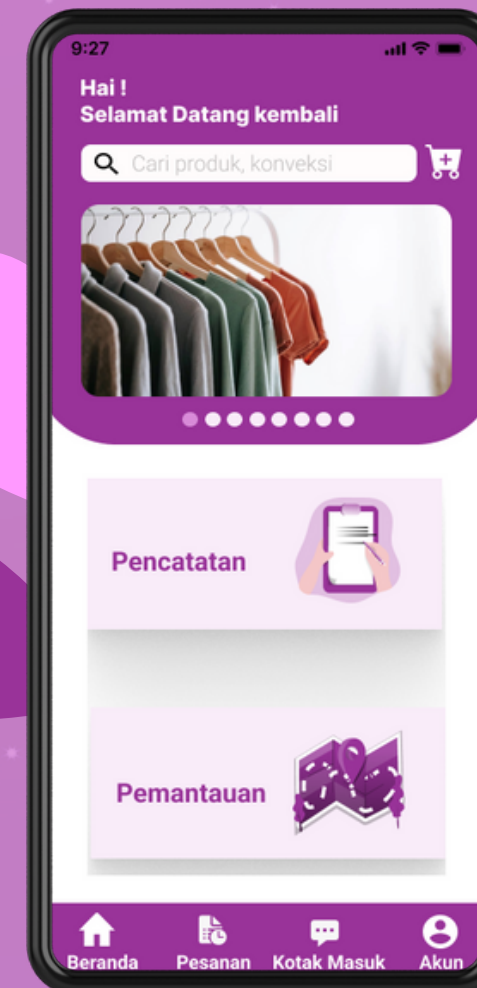 9:27
Hai !
Selamat Datang kembali
Cari produk, konveksi
Pencatatan
Pemantauan
Beranda
Pesanan
Kotak Masuk
Akun